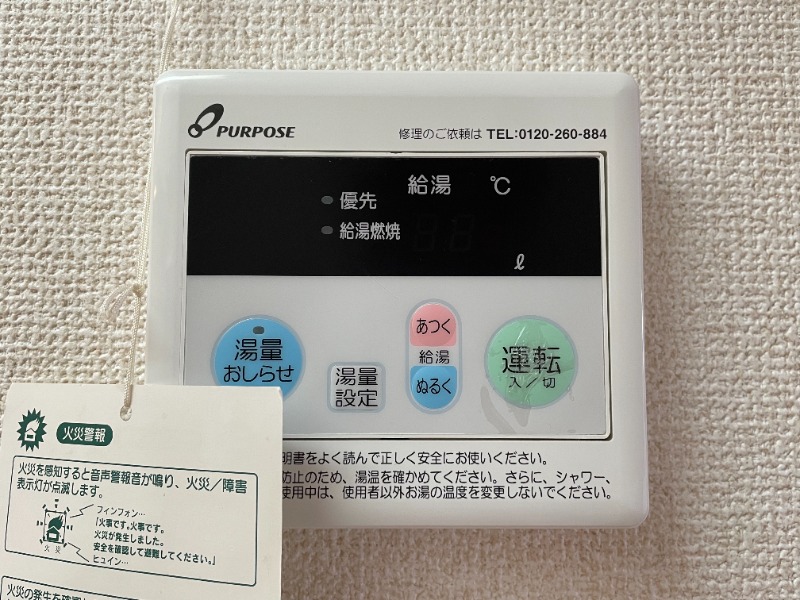 PURPOSE
修理のご依頼は TEL:0120-260-884
給湯 ℃
優先
給湯燃焼
ℓ
湯量
おしらせ
湯量
設定
あつく
給湯
ぬるく
運転
入/切
明書をよく読んで正しく安全にお使いください。
防止のため、湯温を確かめてください。さらに、シャワー、
使用中は、使用者以外お湯の温度を変更しないでください。
火災警報
火災を感知すると音声警報音が鳴り、火災/障害
表示灯が点滅します。
フィンフォン…
「火事です。火事です。
火災が発生しました。
安全を確認して避難してください。」
ヒュイン…
火災
火災の発生を確認